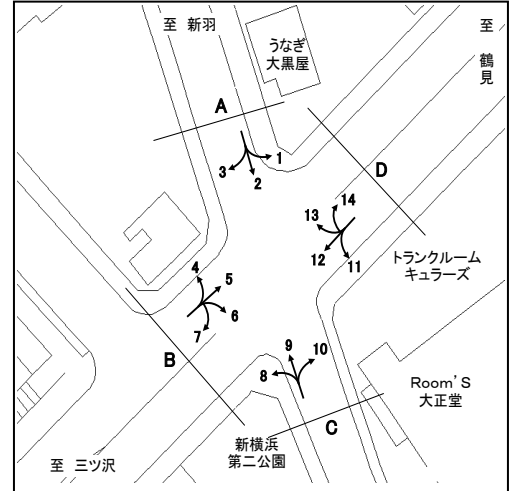 至 新羽
うなぎ
大黒屋
至
鶴
見
A
D
1
3
2
14
13
12
11
トランクルーム
キュラーズ
4
5
6
7
B
9
10
8
C
Room'S
大正堂
新横浜
第二公園
至 三ツ沢